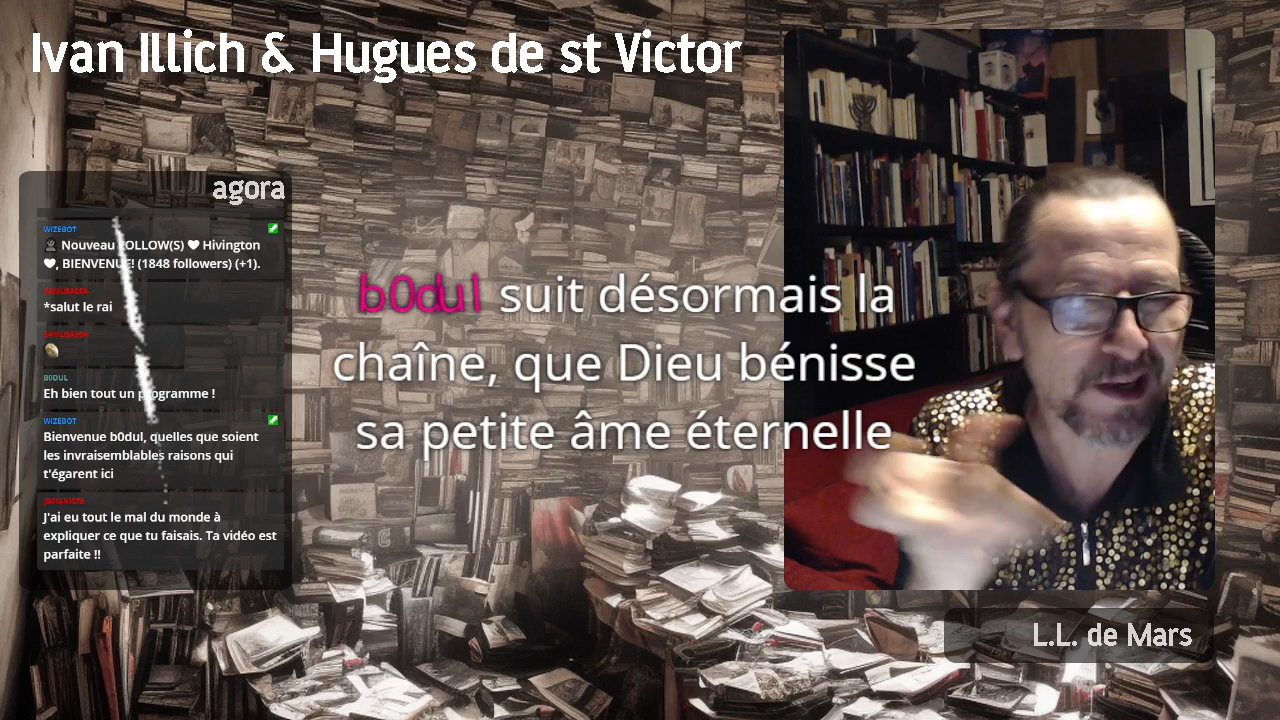 Ivan Illich & Hugues de st Victor
agora
WIZEBOT
Nouveau FOLLOW(S) ♥ Hivington
♥, BIENVENUE! (1848 followers) (+1).
*salut le rai
B0DUL
Eh bien tout un programme !
WIZEBOT
Bienvenue b0dul, quelles que soient
les invraisemblables raisons qui
t'égarent ici
J'ai eu tout le mal du monde à
expliquer ce que tu faisais. Ta vidéo est
parfaite !!
b0dul suit désormais la
chaîne, que Dieu bénisse
sa petite âme éternelle
L.L. de Mars